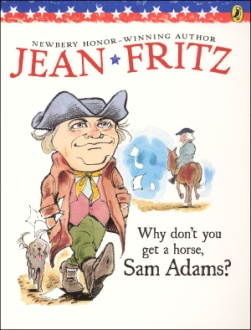 NEWBERY HONOR-WINNING AUTHOR
JEAN★FRITZ
Why don't you
get a horse,
Sam Adams?